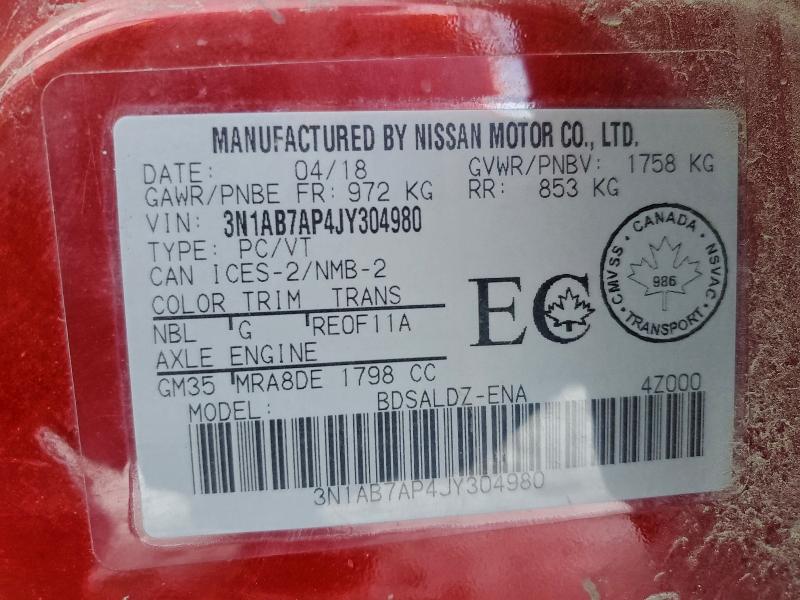 MANUFACTURED BY NISSAN MOTOR CO., LTD.
DATE: 04/18 GVWR/PNBV: 1758 KG
GAWR/PNBE FR: 972 KG RR: 853 KG
VIN: 3N1AB7AP4JY304980
TYPE: PC/VT
CAN ICES-2/NMB-2
COLOR TRIM TRANS
NBL G RE0F11A
AXLE ENGINE
GM35 MRA8DE 1798 CC
MODEL: BDSALDZ-ENA 4Z000
3N1AB7AP4JY304980
EC
CANADA
CMVSS · NSVAC
986
TRANSPORT